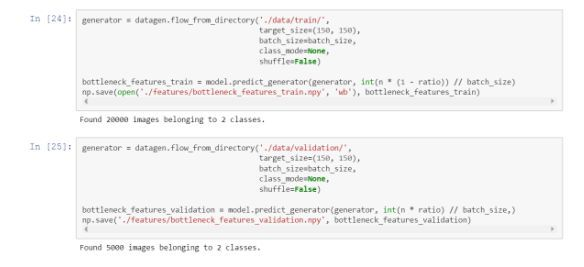 In [24]: generator = datagen.flow_from_directory('./data/train/',
target_size=(150, 150),
batch_size=batch_size,
class_mode=None,
shuffle=False)
bottleneck_features_train = model.predict_generator(generator, int(n * (1 - ratio)) // batch_size)
np.save(open('./features/bottleneck_features_train.npy', 'wb'), bottleneck_features_train)
Found 20000 images belonging to 2 classes.
In [25]: generator = datagen.flow_from_directory('./data/validation/',
target_size=(150, 150),
batch_size=batch_size,
class_mode=None,
shuffle=False)
bottleneck_features_validation = model.predict_generator(generator, int(n * ratio) // batch_size,)
np.save('./features/bottleneck_features_validation.npy', bottleneck_features_validation)
Found 5000 images belonging to 2 classes.